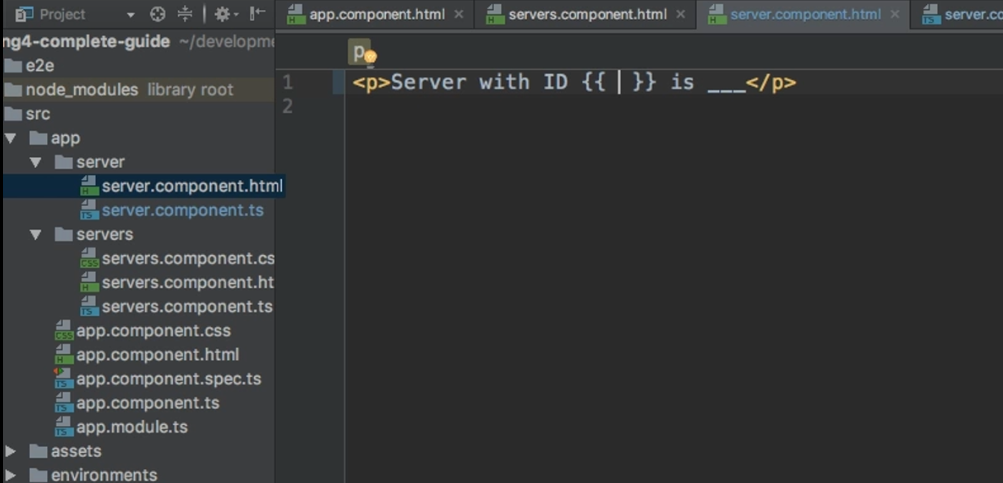 Project
app.component.html
servers.component.html
server.component.html
server.co
ng4-complete-guide ~/developme
e2e
node_modules library root
src
app
server
server.component.html
server.component.ts
servers
servers.component.cs
servers.component.ht
servers.component.ts
app.component.css
app.component.html
app.component.spec.ts
app.component.ts
app.module.ts
assets
environments
p
1 <p>Server with ID {{ }} is ___</p>
2